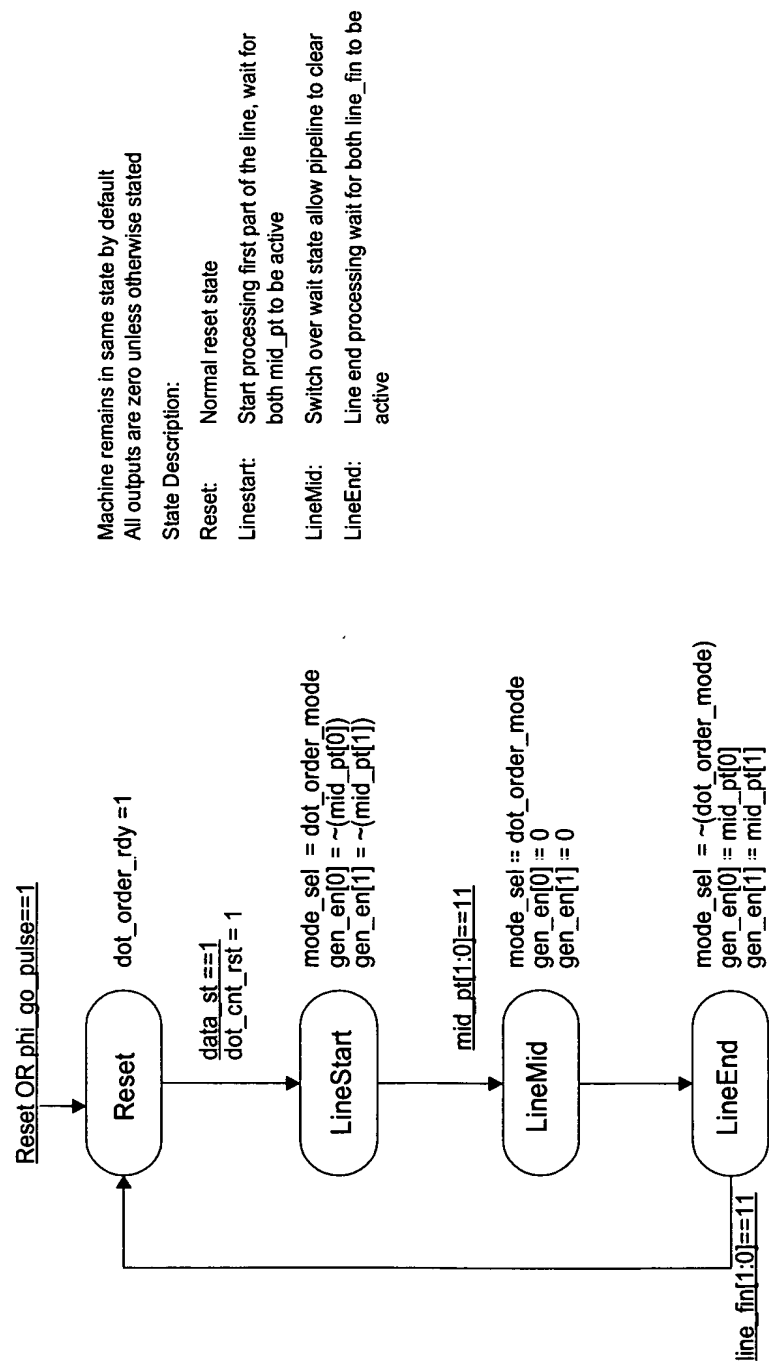 Reset OR phi_go_pulse==1
Reset
dot_order_rdy =1
data_st ==1
dot_cnt_rst = 1
LineStart
mode_sel = dot_order_mode
gen_en[0] = ~(mid_pt[0])
gen_en[1] = ~(mid_pt[1])
mid_pt[1:0]==11
LineMid
mode_sel = dot_order_mode
gen_en[0] = 0
gen_en[1] = 0
LineEnd
mode_sel = ~(dot_order_mode)
gen_en[0] = mid_pt[0]
gen_en[1] = mid_pt[1]
line_fin[1:0]==11
Machine remains in same state by default
All outputs are zero unless otherwise stated
State Description:
Reset: Normal reset state
Linestart: Start processing first part of the line, wait for
both mid_pt to be active
LineMid: Switch over wait state allow pipeline to clear
LineEnd: Line end processing wait for both line_fin to be
active